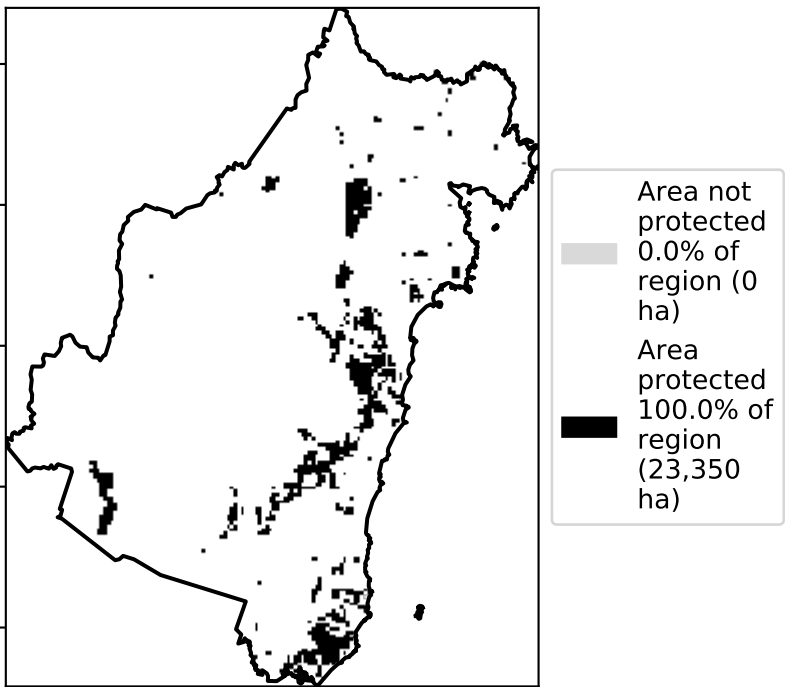 Area not
protected
0.0% of
region (0
ha)
Area
protected
100.0% of
region
(23,350
ha)